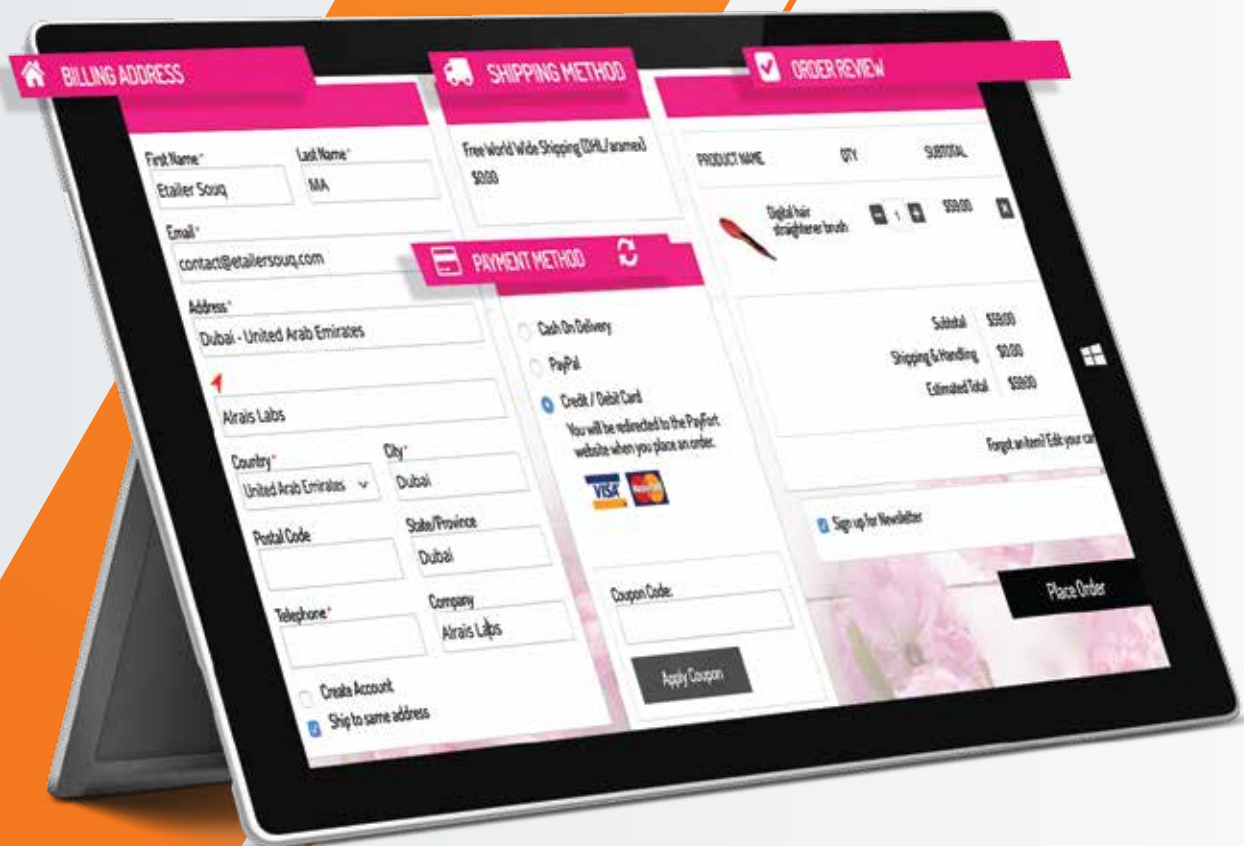 BILLING ADDRESS
First Name *
Last Name *
Etailer Souq
MA
Email *
contact@etailersouq.com
Address *
Dubai - United Arab Emirates
Alrais Labs
Country *
City *
United Arab Emirates
Dubai
Postal Code
State/Province
Dubai
Telephone *
Company
Alrais Labs
Create Account
Ship to same address
SHIPPING METHOD
Free World Wide Shipping (DHL/aramex)
$0.00
PAYMENT METHOD
Cash On Delivery
PayPal
Credit / Debit Card
You will be redirected to the PayFort
website when you place an order.
VISA MasterCard
Coupon Code:
Apply Coupon
ORDER REVIEW
PRODUCT NAME QTY SUBTOTAL
Digital hair
straightener brush
1
$59.00
Subtotal $59.00
Shipping & Handling $0.00
Estimated Total $59.00
Forgot an item? Edit your car
Sign up for Newsletter
Place Order